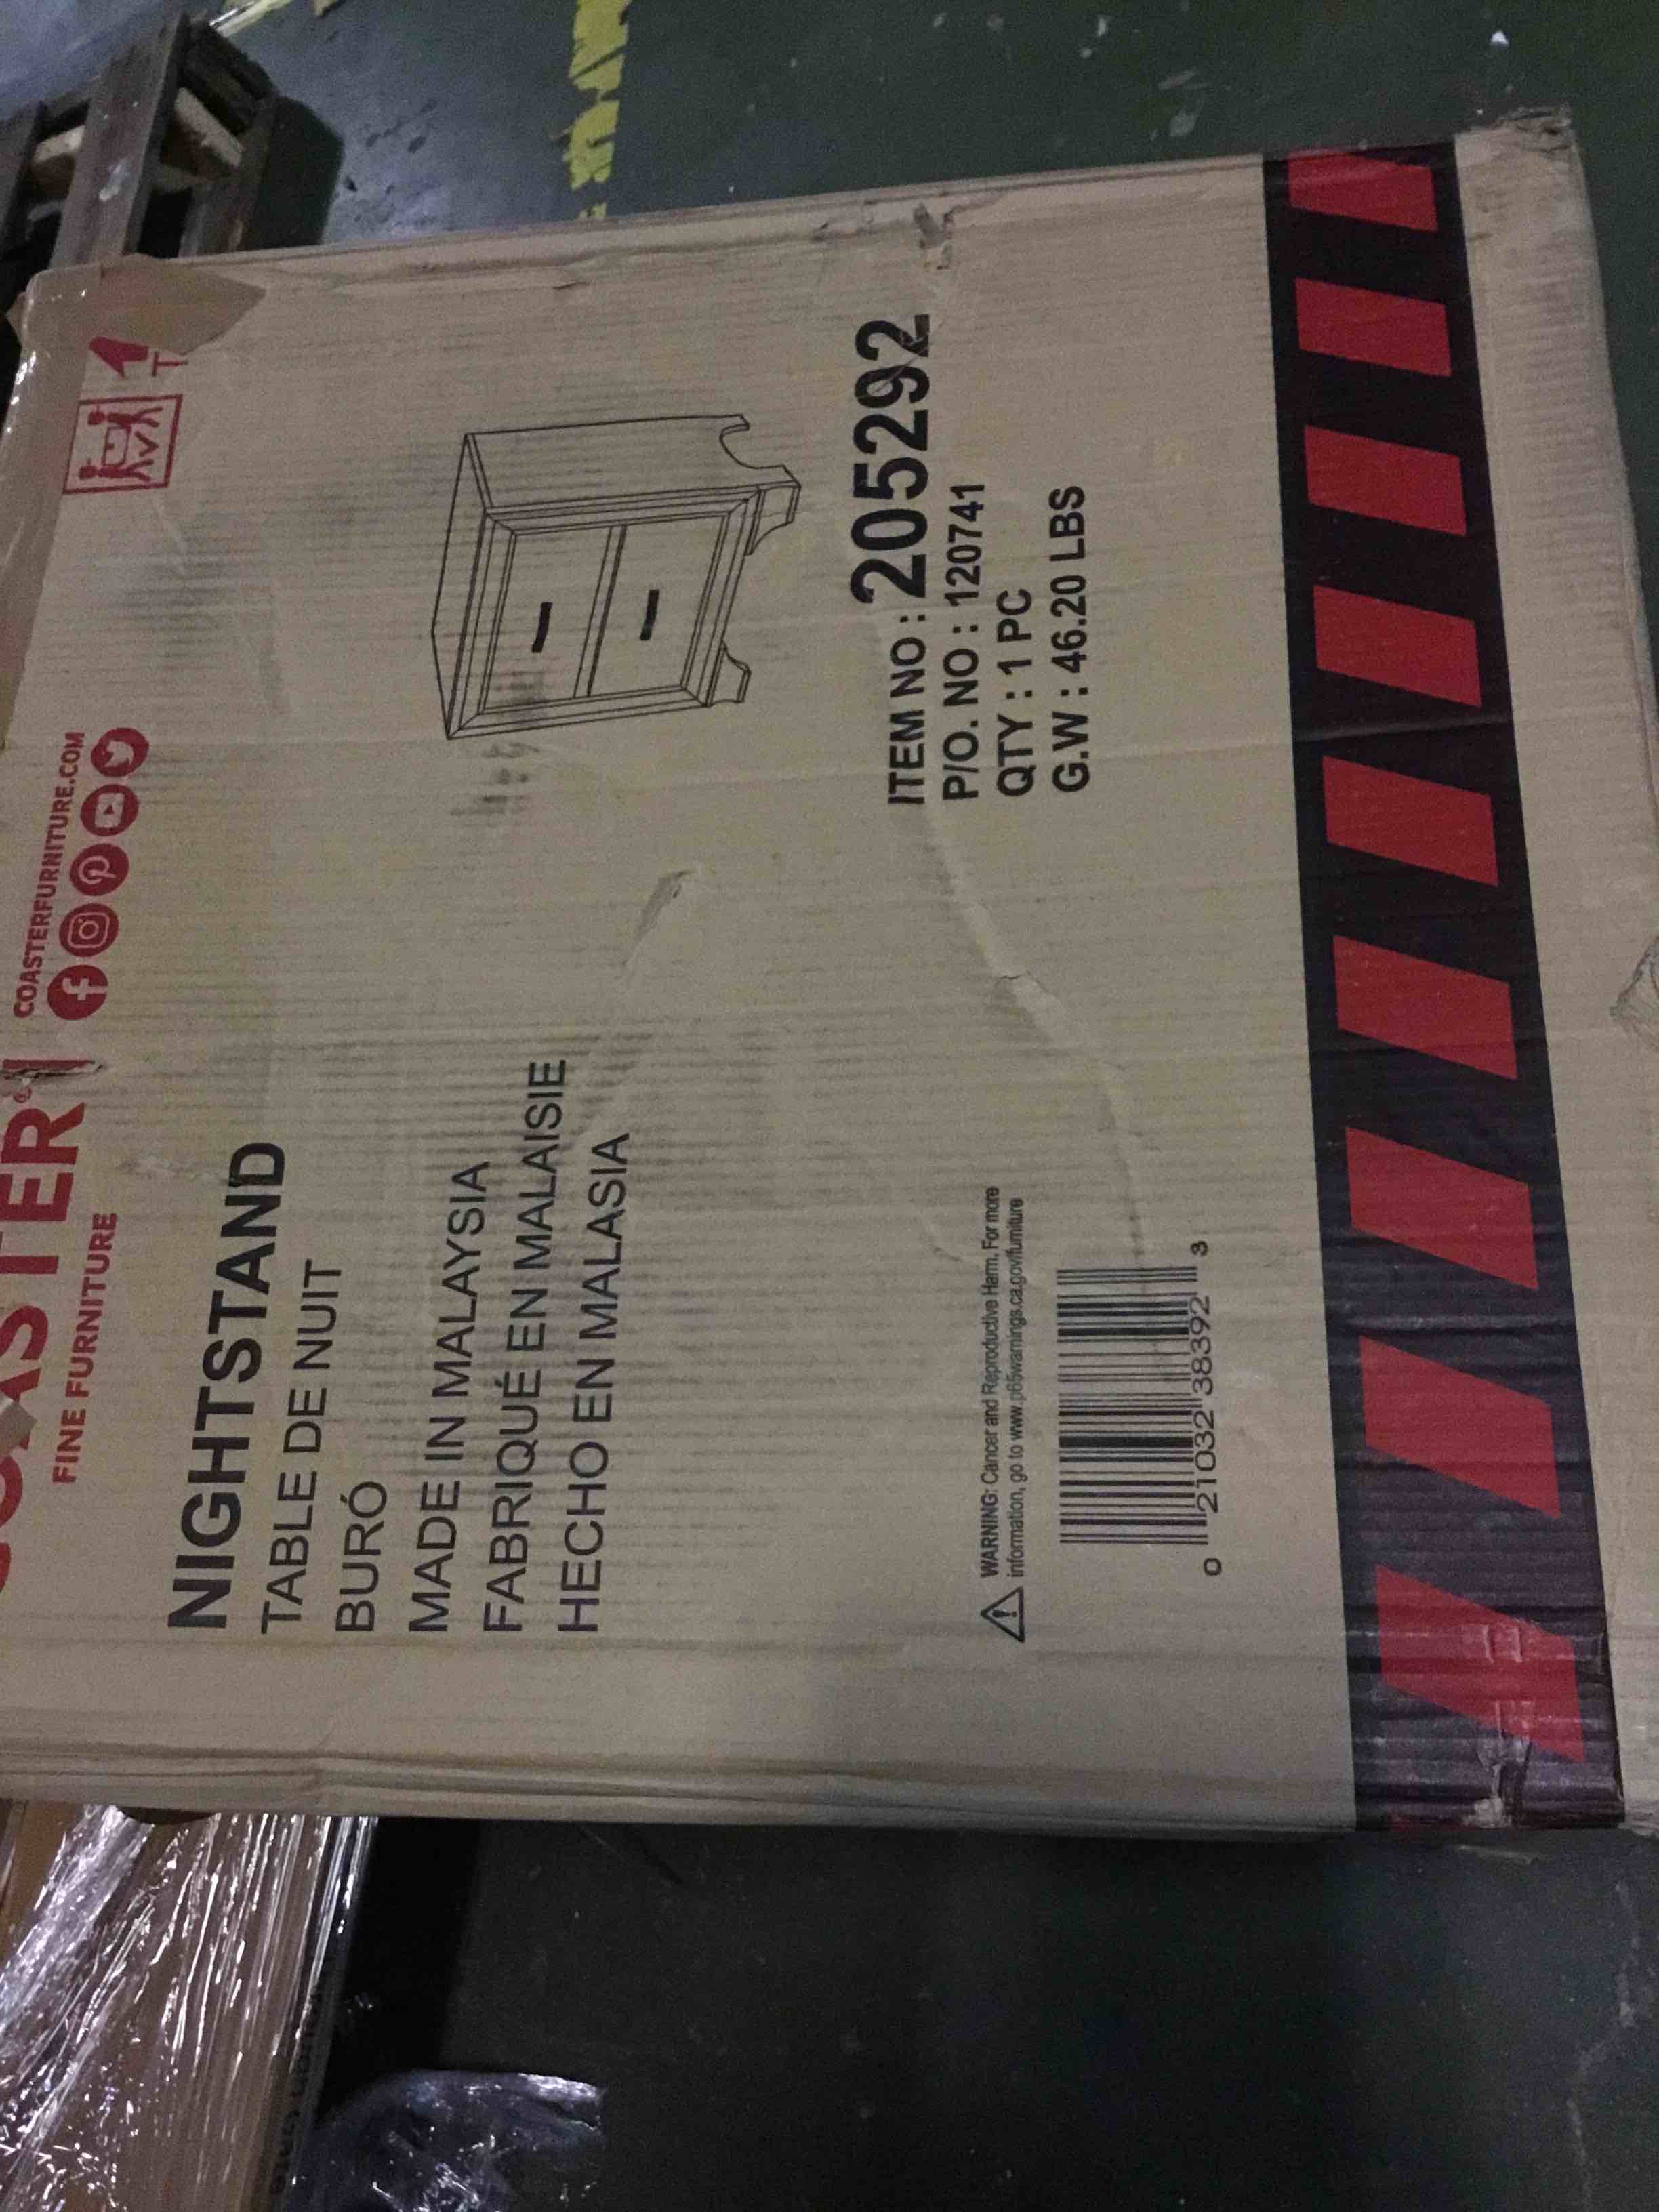 FINE FURNITURE
COASTERFURNITURE.COM
NIGHTSTAND
TABLE DE NUIT
BURÓ
MADE IN MALAYSIA
FABRIQUÉ EN MALAISIE
HECHO EN MALASIA
ITEM NO : 205292
P/O. NO : 120741
QTY : 1 PC
G.W : 46.20 LBS
WARNING: Cancer and Reproductive Harm. For more
information, go to www.p65warnings.ca.gov/furniture
0 21032 38392 3